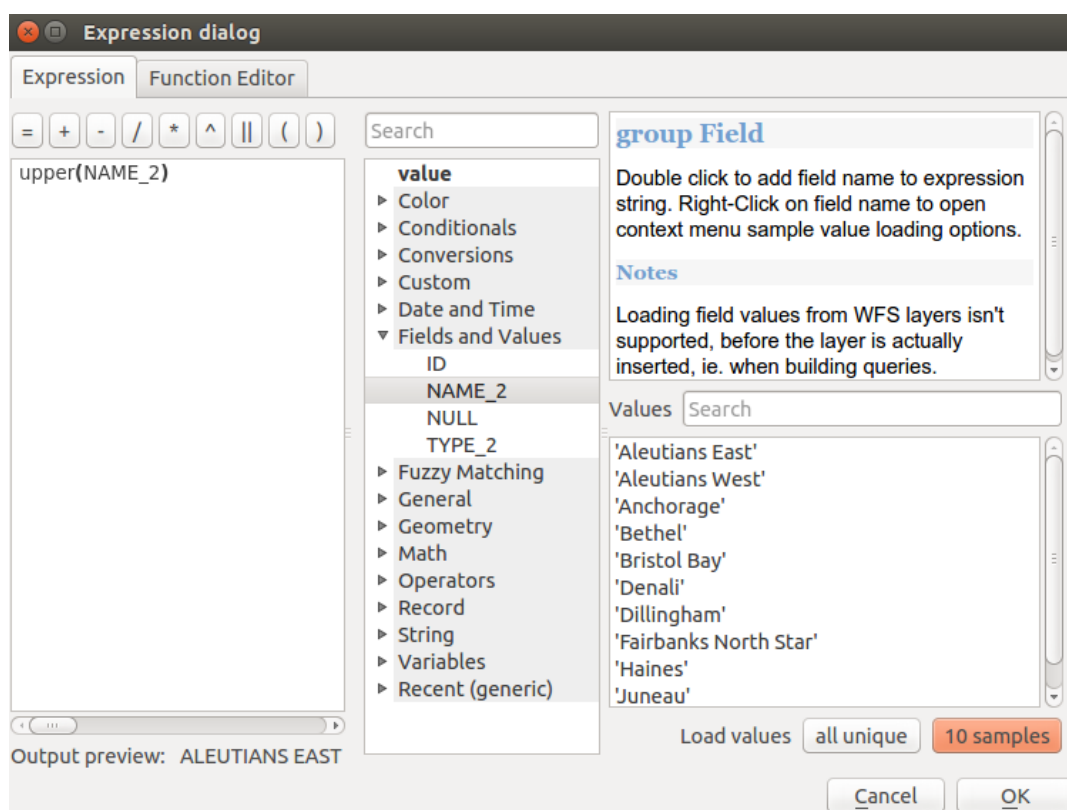 Expression dialog
Expression
Function Editor
= + - / * ^ || ( )
upper(NAME_2)
Output preview: ALEUTIANS EAST
Search
value
Color
Conditionals
Conversions
Custom
Date and Time
Fields and Values
ID
NAME_2
NULL
TYPE_2
Fuzzy Matching
General
Geometry
Math
Operators
Record
String
Variables
Recent (generic)
group Field
Double click to add field name to expression
string. Right-Click on field name to open
context menu sample value loading options.
Notes
Loading field values from WFS layers isn't
supported, before the layer is actually
inserted, ie. when building queries.
Values Search
'Aleutians East'
'Aleutians West'
'Anchorage'
'Bethel'
'Bristol Bay'
'Denali'
'Dillingham'
'Fairbanks North Star'
'Haines'
'Juneau'
Load values all unique 10 samples
Cancel OK